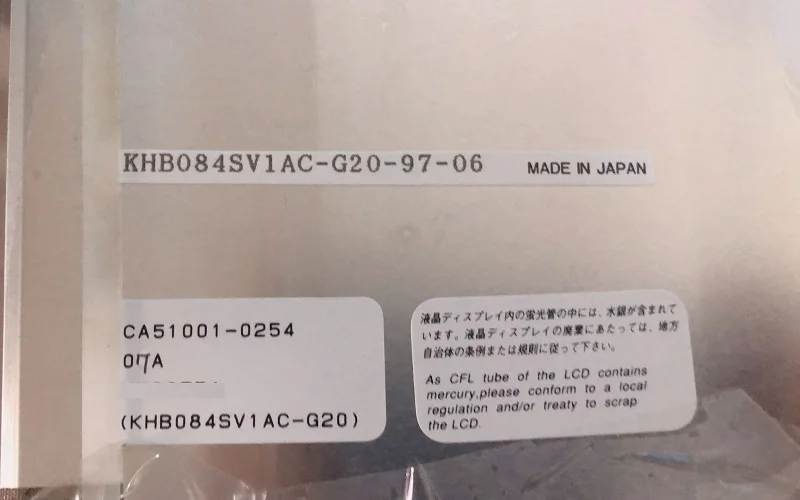 KHB084SV1AC-G20-97-06 MADE IN JAPAN
CA51001-0254
07A
(KHB084SV1AC-G20)
液晶ディスプレイ内の蛍光管の中には、水銀が含まれて
います。液晶ディスプレイの廃棄にあたっては、地方
自治体の条例または規則に従って下さい。
As CFL tube of the LCD contains
mercury,please conform to a local
regulation and/or treaty to scrap
the LCD.